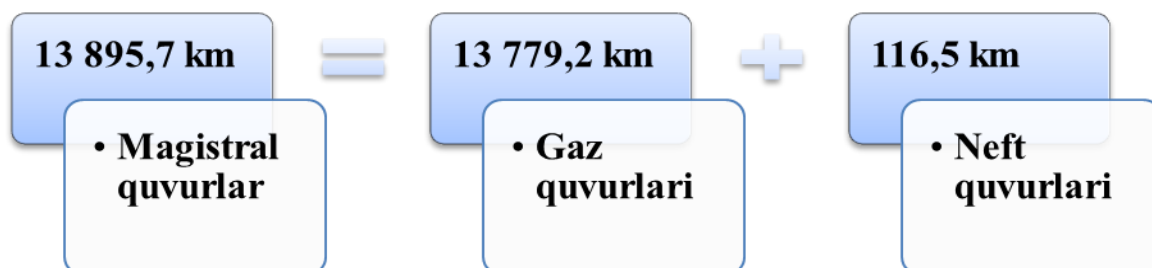 13 895,7 km
• Magistral
quvurlar
=
13 779,2 km
• Gaz
quvurlari
+
116,5 km
• Neft
quvurlari